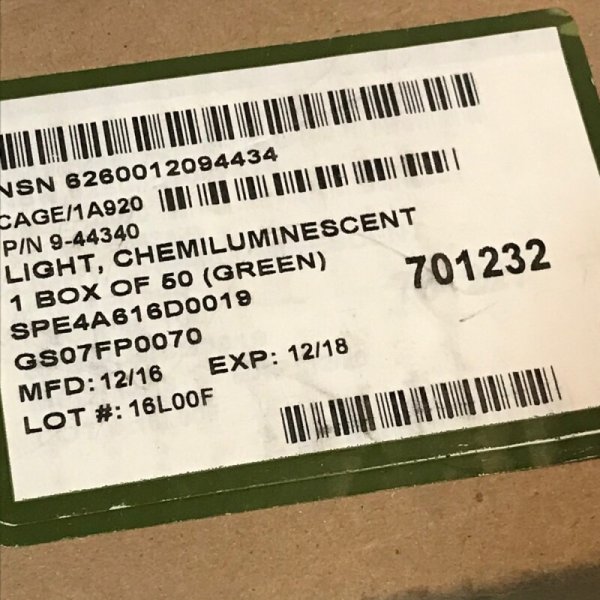 NSN 6260012094434
CAGE/1A920
P/N 9-44340
LIGHT, CHEMILUMINESCENT
1 BOX OF 50 (GREEN)
701232
SPE4A616D0019
GS07FP0070
MFD: 12/16 EXP: 12/18
LOT #: 16L00F